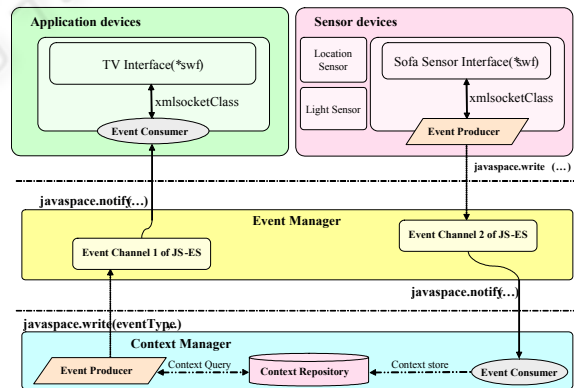 Application devices
TV Interface(*swf)
xmlsocketClass
Event Consumer
Sensor devices
Location
Sensor
Light Sensor
Sofa Sensor Interface(*swf)
xmlsocketClass
Event Producer
javaspace.write (…)
javaspace.notify(…)
Event Manager
Event Channel 1 of JS-ES
Event Channel 2 of JS-ES
javaspace.notify(…)
javaspace.write(eventType,..)
Context Manager
Event Producer
Context Query
Context Repository
Context store
Event Consumer